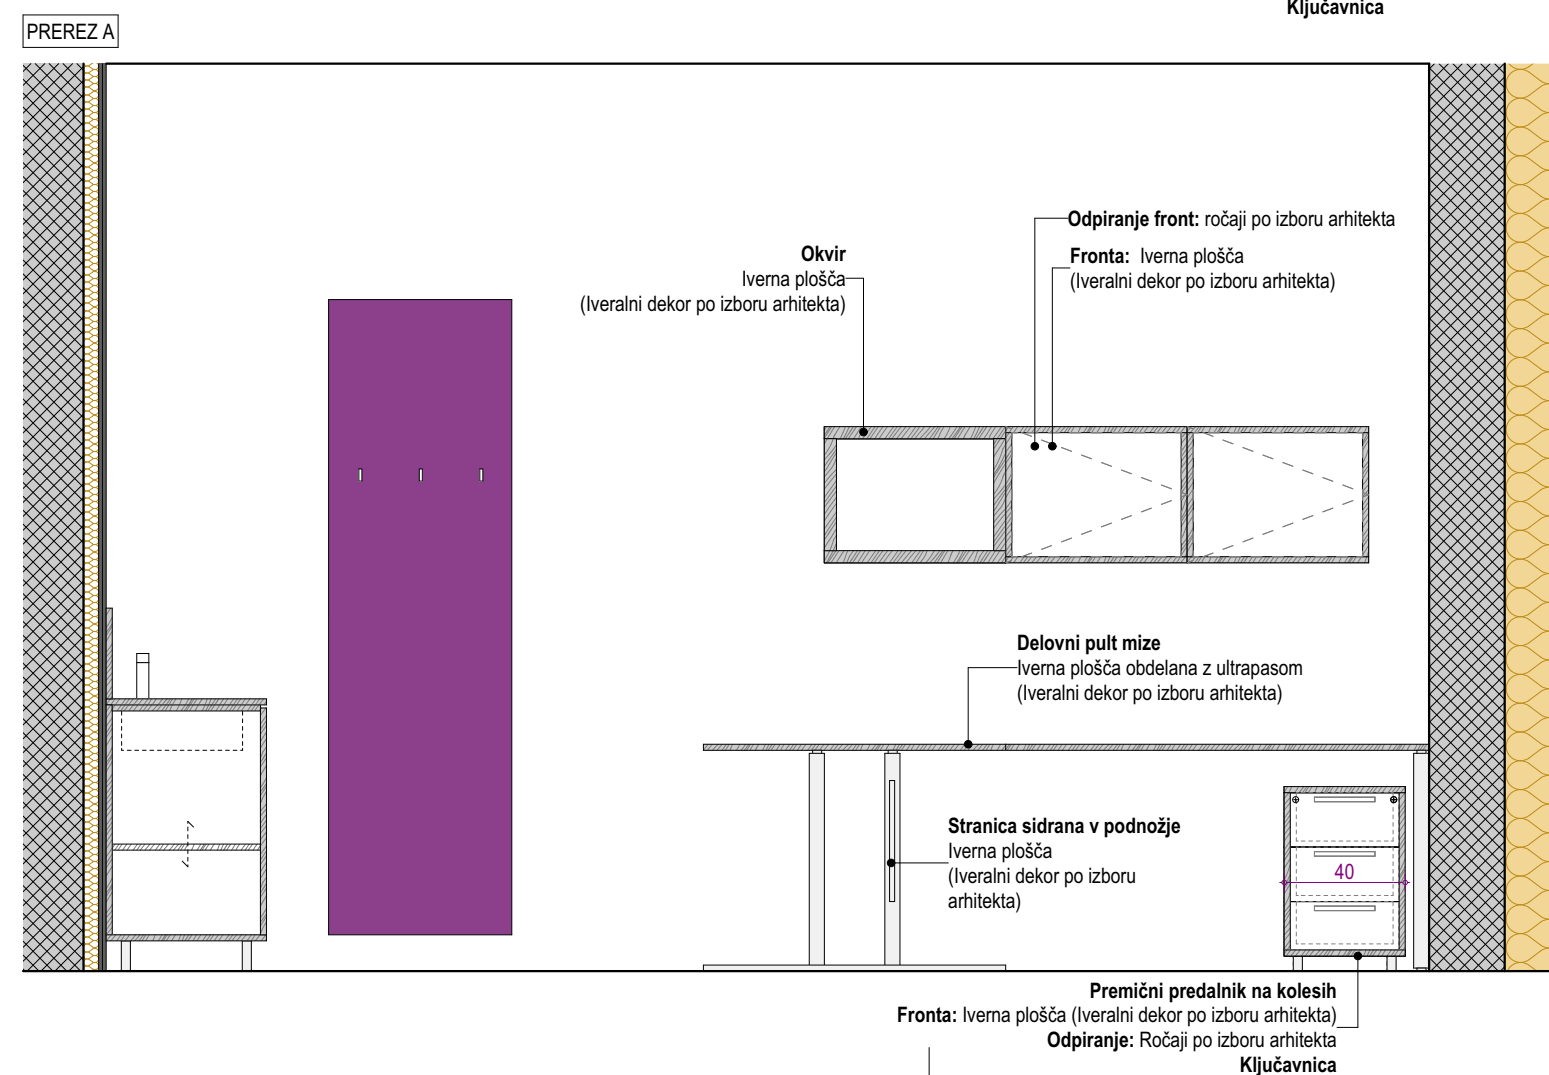 Ključavnica
PREREZ A
Odpiranje front: ročaji po izboru arhitekta
Okvir
Iverna plošča
(Iveralni dekor po izboru arhitekta)
Fronta: Iverna plošča
(Iveralni dekor po izboru arhitekta)
Delovni pult mize
Iverna plošča obdelana z ultrapasom
(Iveralni dekor po izboru arhitekta)
Stranica sidrana v podnožje
Iverna plošča
(Iveralni dekor po izboru
arhitekta)
40
Premični predalnik na kolesih
Fronta: Iverna plošča (Iveralni dekor po izboru arhitekta)
Odpiranje: Ročaji po izboru arhitekta
Ključavnica